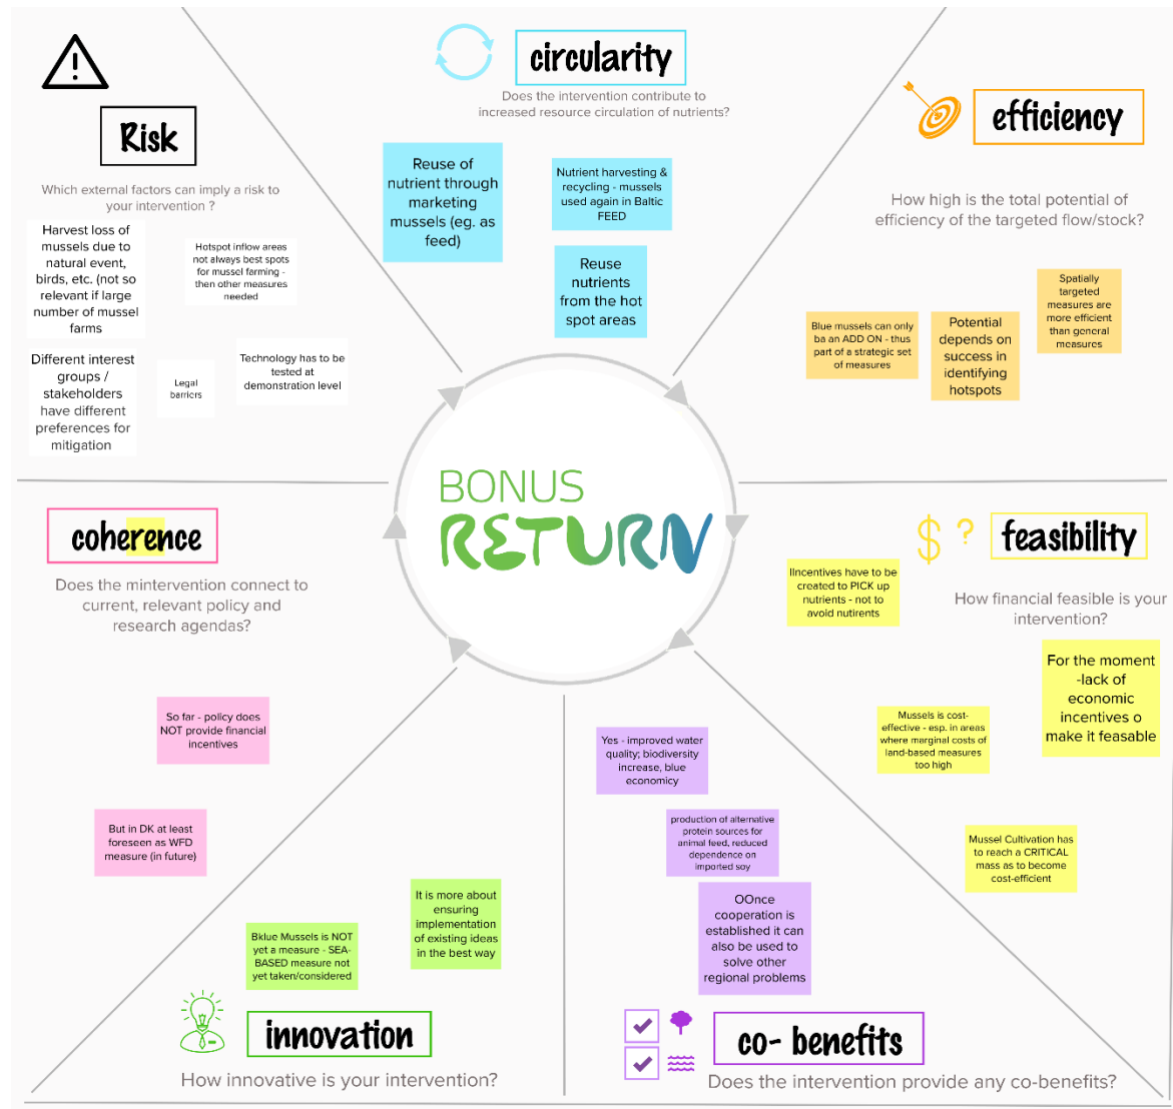 Risk
Which external factors can imply a risk to
your intervention ?
Harvest loss of
mussels due to
natural event,
birds, etc. (not so
relevant if large
number of mussel
farms
Hotspot inflow areas
not always best spots
for mussel farming -
then other measures
needed
Different interest
groups /
stakeholders
have different
preferences for
mitigation
Legal
barriers
Technology has to be
tested at
demonstration level
circularity
Does the intervention contribute to
increased resource circulation of nutrients?
Reuse of
nutrient through
marketing
mussels (eg. as
feed)
Nutrient harvesting &
recycling - mussels
used again in Baltic
FEED
Reuse
nutrients
from the hot
spot areas
efficiency
How high is the total potential of
efficiency of the targeted flow/stock?
Blue mussels can only
ba an ADD ON - thus
part of a strategic set
of measures
Potential
depends on
success in
identifying
hotspots
Spatially
targeted
measures are
more efficient
than general
measures
BONUS
RETURN
coherence
Does the mintervention connect to
current, relevant policy and
research agendas?
So far - policy does
NOT provide financial
incentives
But in DK at least
foreseen as WFD
measure (in future)
$ ? feasibility
How financial feasible is your
intervention?
IIncentives have to be
created to PICK up
nutrients - not to
avoid nutirents
For the moment
-lack of
economic
incentives o
make it feasable
Mussels is cost-
effective - esp. in areas
where marginal costs of
land-based measures
too high
Mussel Cultivation has
to reach a CRITICAL
mass as to become
cost-efficient
It is more about
ensuring
implementation
of existing ideas
in the best way
Bklue Mussels is NOT
yet a measure - SEA-
BASED measure not
yet taken/considered
innovation
How innovative is your intervention?
Yes - improved water
quality; biodiversity
increase, blue
economicy
production of alternative
protein sources for
animal feed, reduced
dependence on
imported soy
OOnce
cooperation is
established it can
also be used to
solve other
regional problems
co- benefits
Does the intervention provide any co-benefits?